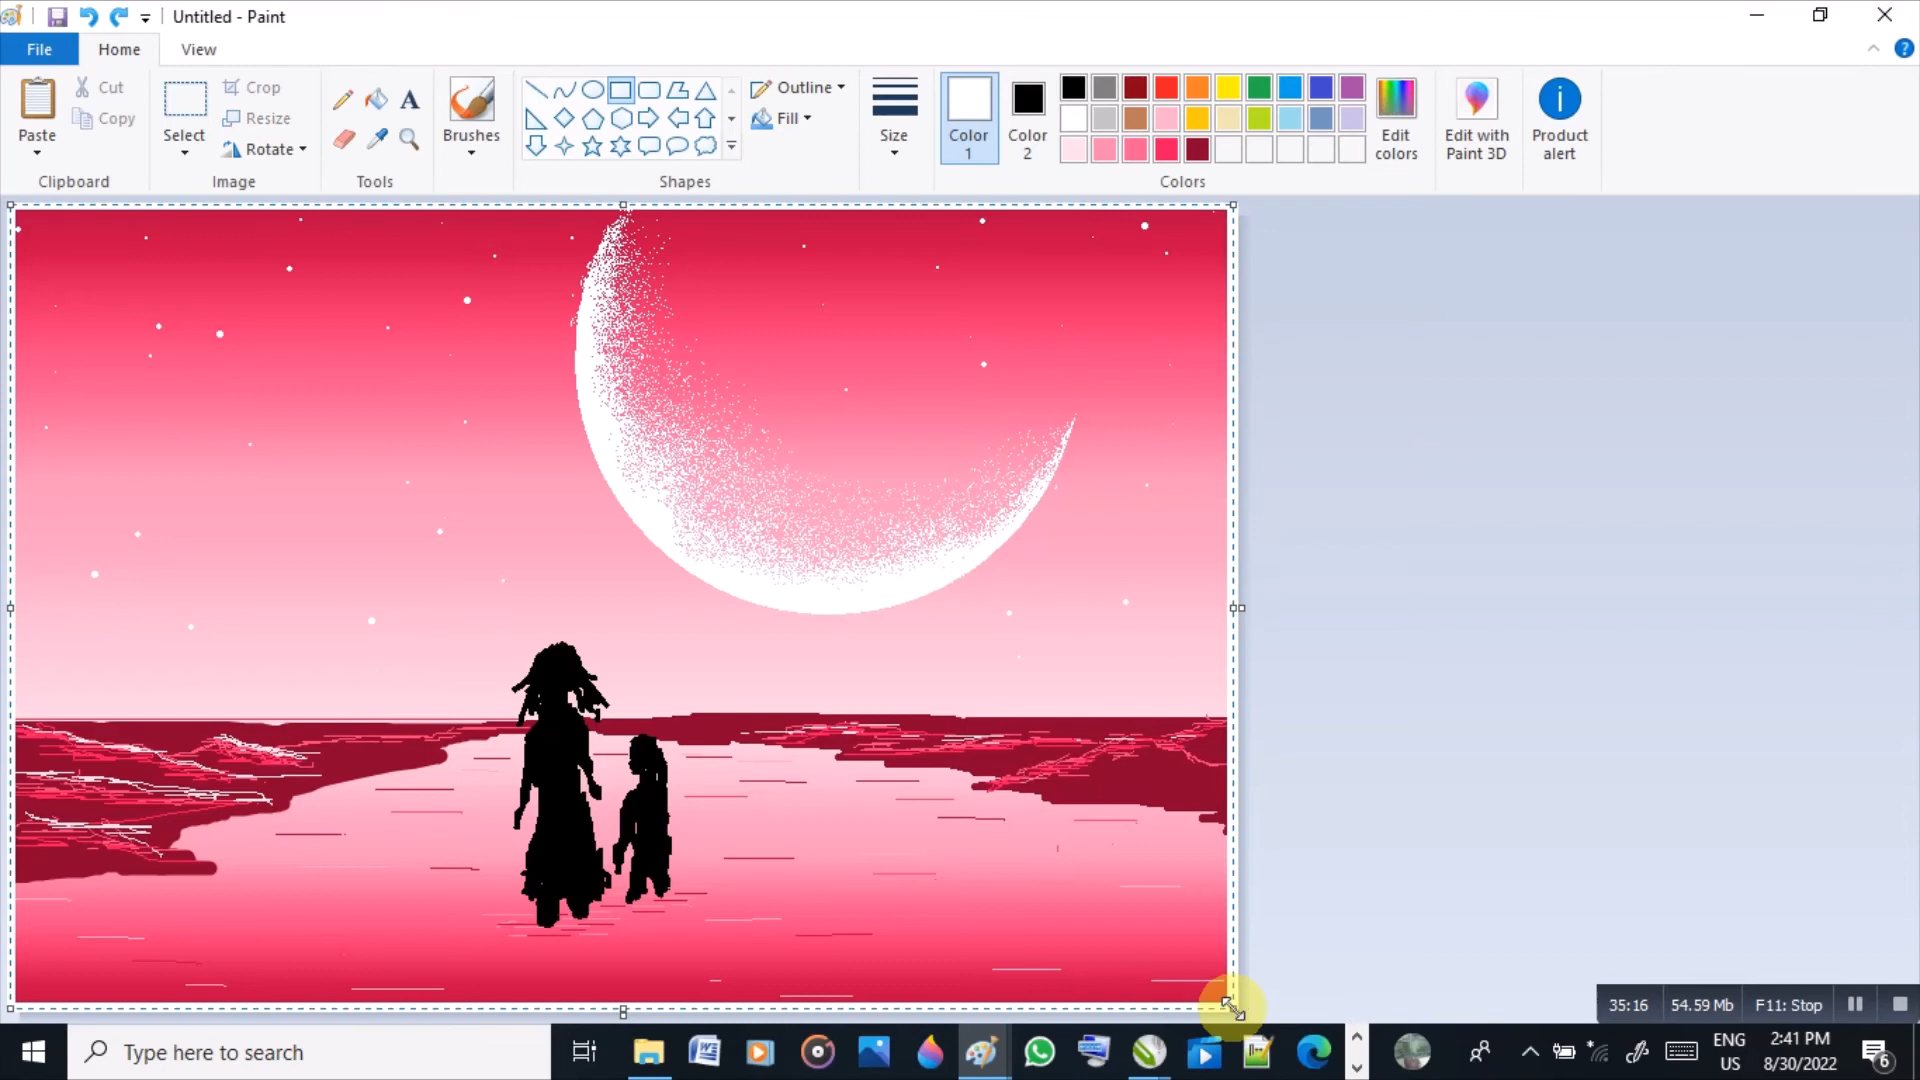 Untitled - Paint
File Home View
Paste
Cut
Copy
Clipboard
Select
Crop
Resize
Rotate
Image
A
Tools
Brushes
Shapes
Outline
Fill
Size
Color 1
Color 2
Edit colors
Colors
Edit with Paint 3D
Product alert
35:16 54.59 Mb F11: Stop
Type here to search
ENG
US
2:41 PM
8/30/2022
6